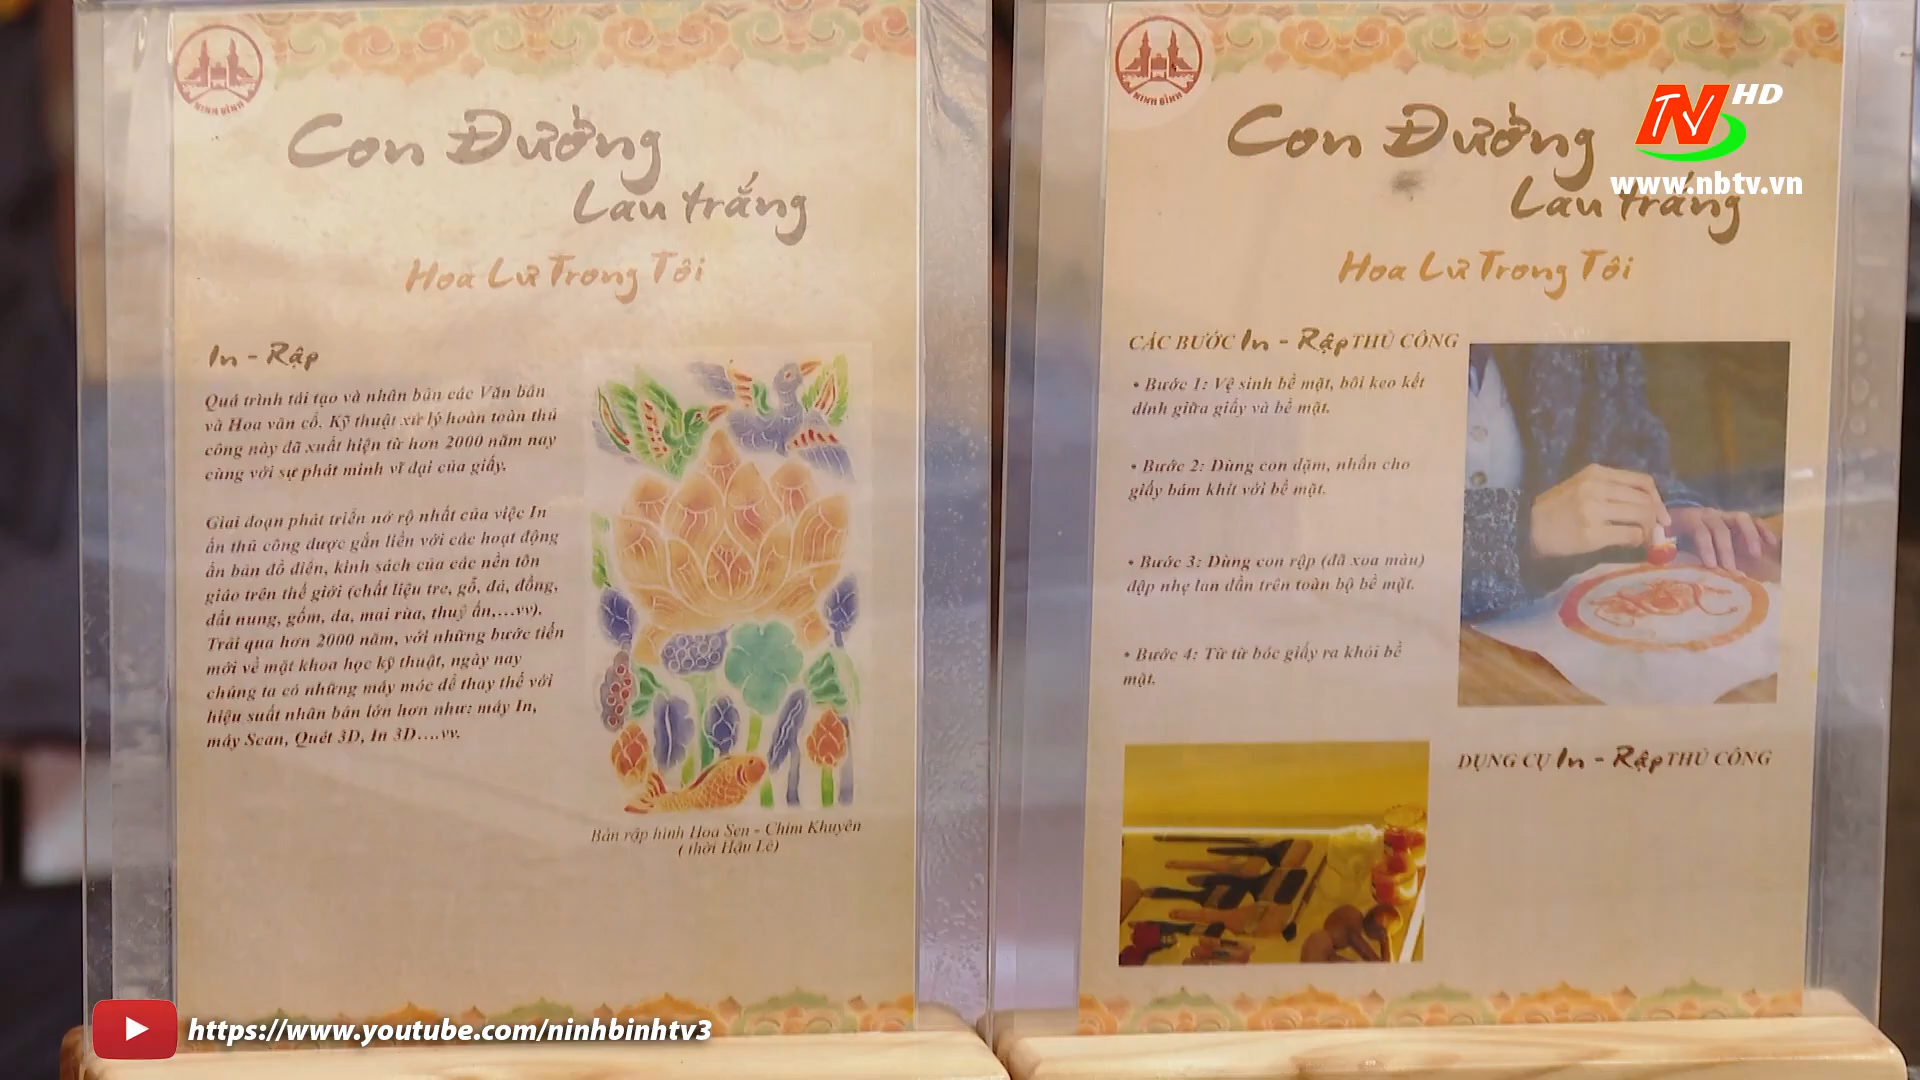 NINH BÌNH
Con Đường
Lau trắng
Hoa Lư Trong Tôi
In - Rập
Quá trình tái tạo và nhân bản các Văn bản
và Hoa văn cổ. Kỹ thuật xử lý hoàn toàn thủ
công này đã xuất hiện từ hơn 2000 năm nay
cùng với sự phát minh vĩ đại của giấy.
Giai đoạn phát triển nở rộ nhất của việc In
ấn thủ công được gắn liền với các hoạt động
ấn bản đồ điện, kinh sách của các nền tôn
giáo trên thế giới (chất liệu tre, gỗ, đá, đồng,
đất nung, gốm, da, mai rùa, thuỷ ấn,...vv).
Trải qua hơn 2000 năm, với những bước tiến
mới về mặt khoa học kỹ thuật, ngày nay
chúng ta có những máy móc để thay thế với
hiệu suất nhân bản lớn hơn như: máy In,
máy Scan, Quét 3D, In 3D....vv.
Bản rập hình Hoa Sen - Chim Khuyên
( thời Hậu Lê)
NINH BÌNH
Con Đường
Lau trắng
Hoa Lư Trong Tôi
CÁC BƯỚC In - Rập THỦ CÔNG
• Bước 1: Vệ sinh bề mặt, bôi keo kết
dính giữa giấy và bề mặt.
• Bước 2: Dùng con dặm, nhấn cho
giấy bám khít với bề mặt.
• Bước 3: Dùng con rập (đã xoa màu)
dập nhẹ lan dần trên toàn bộ bề mặt.
• Bước 4: Từ từ bóc giấy ra khỏi bề
mặt.
DỤNG CỤ In - Rập THỦ CÔNG
NTV HD
www.nbtv.vn
https://www.youtube.com/ninhbinhtv3